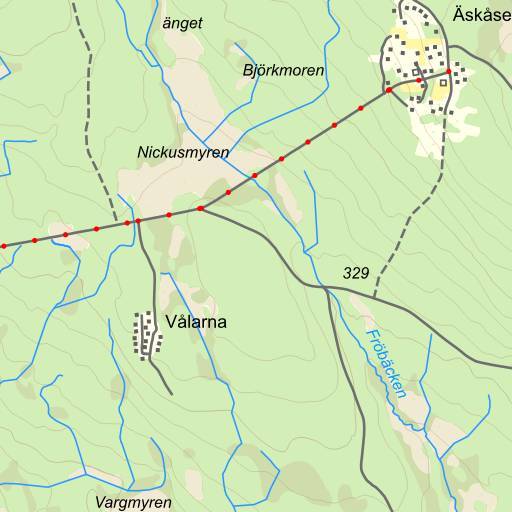 änget
Äskåse
Björkmoren
Nickusmyren
329
Vålarna
Fröbäcken
Vargmyren